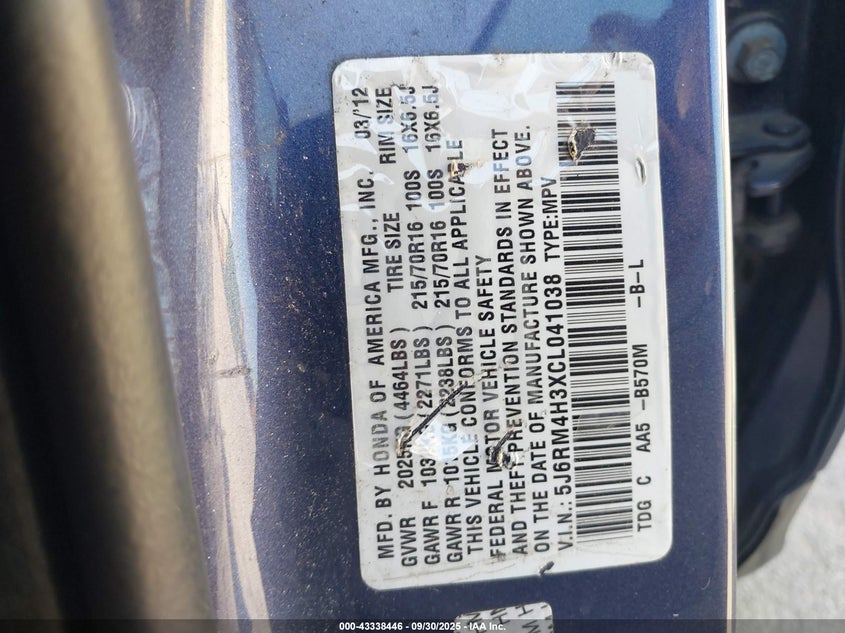 MFD. BY HONDA OF AMERICA MFG., INC. 03/12
GVWR (4464LBS) TIRE SIZE RIM SIZE
GAWR F (2271LBS) 215/70R16 100S 16X6.5J
GAWR R (2238LBS) 215/70R16 100S 16X6.5J
THIS VEHICLE CONFORMS TO ALL APPLICABLE
FEDERAL MOTOR VEHICLE SAFETY
AND THEFT PREVENTION STANDARDS IN EFFECT
ON THE DATE OF MANUFACTURE SHOWN ABOVE.
V.I.N.: 5J6RM4H3XCL041038 TYPE:MPV
TDG C AA5 -B570M -B-L
000-43338446 - 09/30/2025 - IAA Inc.